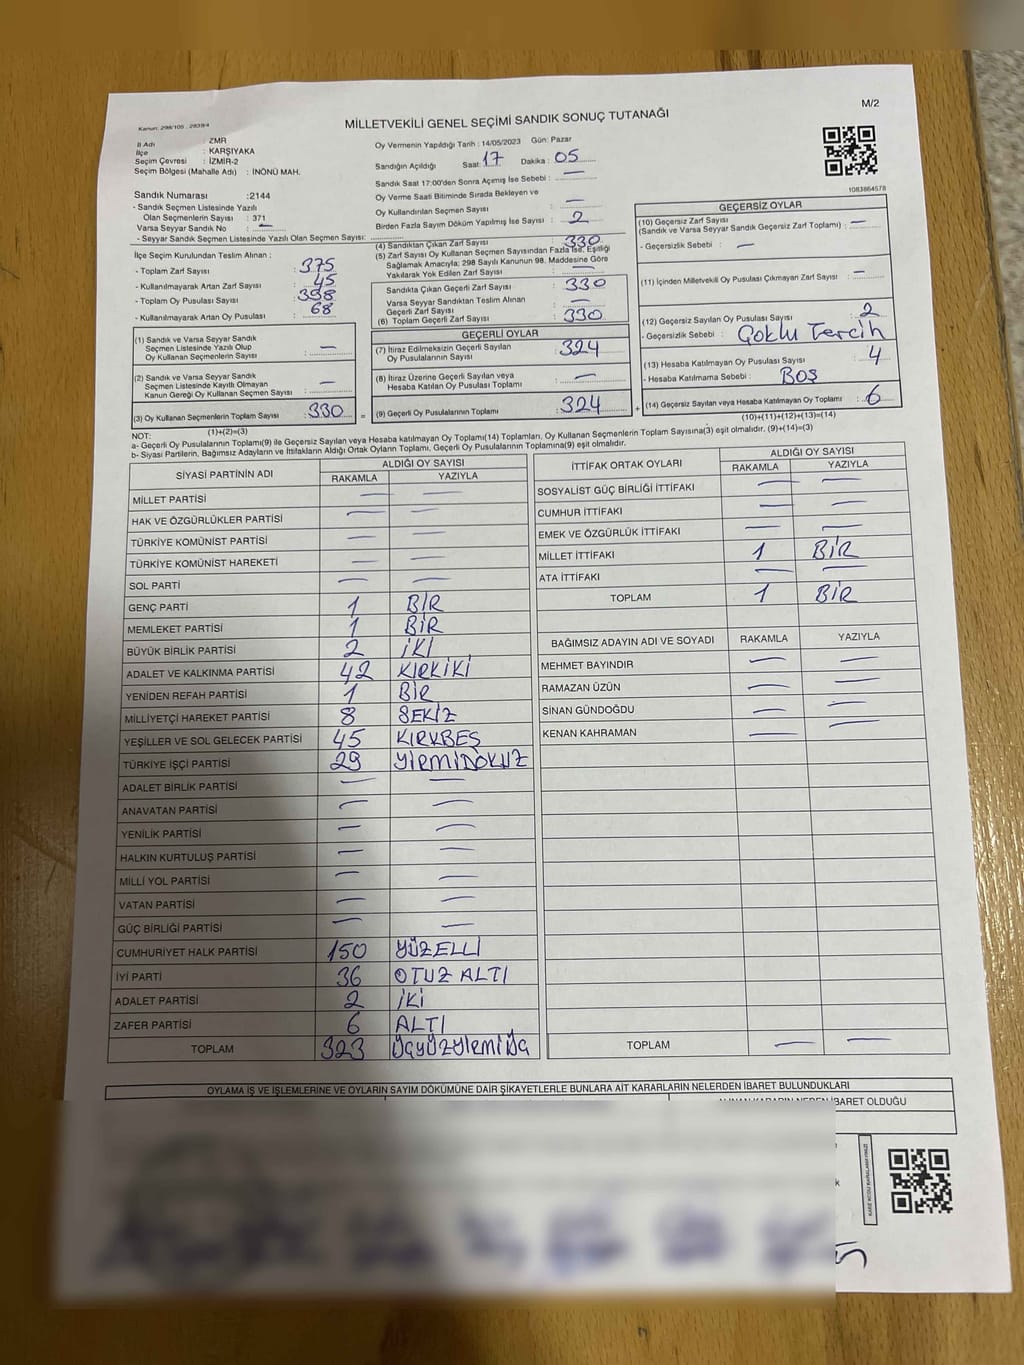 M/2
Kanun: 298/105 : 2839/4
MİLLETVEKİLİ GENEL SEÇİMİ SANDIK SONUÇ TUTANAĞI
İl Adı : ZMR
İlçe : KARŞIYAKA
Seçim Çevresi : İZMİR-2
Seçim Bölgesi (Mahalle Adı) : İNÖNÜ MAH.
Sandık Numarası :2144
- Sandık Seçmen Listesinde Yazılı
Olan Seçmenlerin Sayısı : 371
Varsa Seyyar Sandık No : —
- Seyyar Sandık Seçmen Listesinde Yazılı Olan Seçmen Sayısı:
İlçe Seçim Kurulundan Teslim Alınan :
- Toplam Zarf Sayısı : 375
- Kullanılmayarak Artan Zarf Sayısı : 45
- Toplam Oy Pusulası Sayısı : 398
- Kullanılmayarak Artan Oy Pusulası : 68
Oy Vermenin Yapıldığı Tarih : 14/05/2023 Gün: Pazar
Sandığın Açıldığı Saat: 17 Dakika : 05
Sandık Saat 17:00'den Sonra Açılmış İse Sebebi : —
Oy Verme Saati Bitiminde Sırada Bekleyen ve
Oy Kullandırılan Seçmen Sayısı : —
Birden Fazla Sayım Döküm Yapılmış İse Sayısı : 2
(4) Sandıktan Çıkan Zarf Sayısı : 330
(5) Zarf Sayısı Oy Kullanan Seçmen Sayısından Fazla İse, Eşitliği
Sağlamak Amacıyla; 298 Sayılı Kanunun 98. Maddesine Göre
Yakılarak Yok Edilen Zarf Sayısı : —
Sandıkta Çıkan Geçerli Zarf Sayısı : 330
Varsa Seyyar Sandıktan Teslim Alınan
Geçerli Zarf Sayısı : —
(6) Toplam Geçerli Zarf Sayısı : 330
1083864578
GEÇERSİZ OYLAR
(10) Geçersiz Zarf Sayısı
(Sandık ve Varsa Seyyar Sandık Geçersiz Zarf Toplamı) : —
- Geçersizlik Sebebi : —
(11) İçinden Milletvekili Oy Pusulası Çıkmayan Zarf Sayısı : —
(12) Geçersiz Sayılan Oy Pusulası Sayısı : 2
- Geçersizlik Sebebi : Çoklu Tercih
(13) Hesaba Katılmayan Oy Pusulası Sayısı : 4
- Hesaba Katılmama Sebebi : BOŞ
(14) Geçersiz Sayılan veya Hesaba Katılmayan Oy Toplamı : 6
(10)+(11)+(12)+(13)=(14)
(1) Sandık ve Varsa Seyyar Sandık
Seçmen Listesinde Yazılı Olup
Oy Kullanan Seçmenlerin Sayısı : —
(2) Sandık ve Varsa Seyyar Sandık
Seçmen Listesinde Kayıtlı Olmayan
Kanun Gereği Oy Kullanan Seçmen Sayısı : —
(3) Oy Kullanan Seçmenlerin Toplam Sayısı : 330 =
(1)+(2)=(3)
GEÇERLİ OYLAR
(7) İtiraz Edilmeksizin Geçerli Sayılan
Oy Pusulalarının Sayısı : 324
(8) İtiraz Üzerine Geçerli Sayılan veya
Hesaba Katılan Oy Pusulası Toplamı : —
(9) Geçerli Oy Pusulalarının Toplamı : 324 +
NOT:
a- Geçerli Oy Pusulalarının Toplamı(9) ile Geçersiz Sayılan veya Hesaba katılmayan Oy Toplamı(14) Toplamları, Oy Kullanan Seçmenlerin Toplam Sayısına(3) eşit olmalıdır. (9)+(14)=(3)
b- Siyasi Partilerin, Bağımsız Adayların ve İttifakların Aldığı Ortak Oyların Toplamı, Geçerli Oy Pusulalarının Toplamına(9) eşit olmalıdır.
SİYASİ PARTİNİN ADI ALDIĞI OY SAYISI
RAKAMLA YAZIYLA
MİLLET PARTİSİ — —
HAK VE ÖZGÜRLÜKLER PARTİSİ — —
TÜRKİYE KOMÜNİST PARTİSİ — —
TÜRKİYE KOMÜNİST HAREKETİ — —
SOL PARTİ — —
GENÇ PARTİ 1 BİR
MEMLEKET PARTİSİ 1 BİR
BÜYÜK BİRLİK PARTİSİ 2 İKİ
ADALET VE KALKINMA PARTİSİ 42 KIRKİKİ
YENİDEN REFAH PARTİSİ 1 BİR
MİLLİYETÇİ HAREKET PARTİSİ 8 SEKİZ
YEŞİLLER VE SOL GELECEK PARTİSİ 45 KIRKBEŞ
TÜRKİYE İŞÇİ PARTİSİ 29 YİRMİDOKUZ
ADALET BİRLİK PARTİSİ — —
ANAVATAN PARTİSİ — —
YENİLİK PARTİSİ — —
HALKIN KURTULUŞ PARTİSİ — —
MİLLİ YOL PARTİSİ — —
VATAN PARTİSİ — —
GÜÇ BİRLİĞİ PARTİSİ — —
CUMHURİYET HALK PARTİSİ 150 YÜZELLİ
İYİ PARTİ 36 OTUZ ALTI
ADALET PARTİSİ 2 İKİ
ZAFER PARTİSİ 6 ALTI
TOPLAM 323 üçyüzyirmiüç
İTTİFAK ORTAK OYLARI ALDIĞI OY SAYISI
RAKAMLA YAZIYLA
SOSYALİST GÜÇ BİRLİĞİ İTTİFAKI — —
CUMHUR İTTİFAKI — —
EMEK VE ÖZGÜRLÜK İTTİFAKI — —
MİLLET İTTİFAKI 1 BİR
ATA İTTİFAKI — —
TOPLAM 1 BİR
BAĞIMSIZ ADAYIN ADI VE SOYADI RAKAMLA YAZIYLA
MEHMET BAYINDIR — —
RAMAZAN ÜZÜN — —
SİNAN GÜNDOĞDU — —
KENAN KAHRAMAN — —
TOPLAM — —
OYLAMA İŞ VE İŞLEMLERİNE VE OYLARIN SAYIM DÖKÜMÜNE DAİR ŞİKAYETLERLE BUNLARA AİT KARARLARIN NELERDEN İBARET BULUNDUKLARI
ALINAN KARARIN NEDEN İBARET OLDUĞU